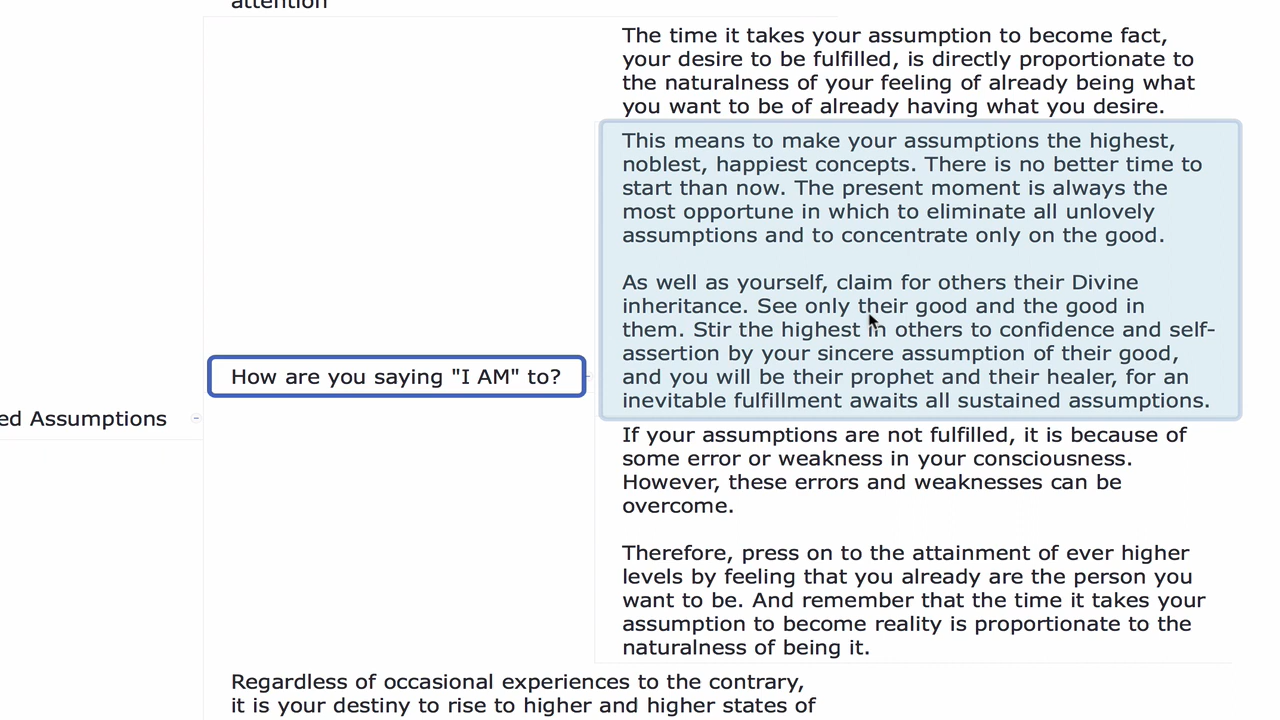 attention
The time it takes your assumption to become fact,
your desire to be fulfilled, is directly proportionate to
the naturalness of your feeling of already being what
you want to be of already having what you desire.
This means to make your assumptions the highest,
noblest, happiest concepts. There is no better time to
start than now. The present moment is always the
most opportune in which to eliminate all unlovely
assumptions and to concentrate only on the good.
As well as yourself, claim for others their Divine
inheritance. See only their good and the good in
them. Stir the highest in others to confidence and self-
assertion by your sincere assumption of their good,
and you will be their prophet and their healer, for an
inevitable fulfillment awaits all sustained assumptions.
How are you saying "I AM" to?
ed Assumptions
If your assumptions are not fulfilled, it is because of
some error or weakness in your consciousness.
However, these errors and weaknesses can be
overcome.
Therefore, press on to the attainment of ever higher
levels by feeling that you already are the person you
want to be. And remember that the time it takes your
assumption to become reality is proportionate to the
naturalness of being it.
Regardless of occasional experiences to the contrary,
it is your destiny to rise to higher and higher states of